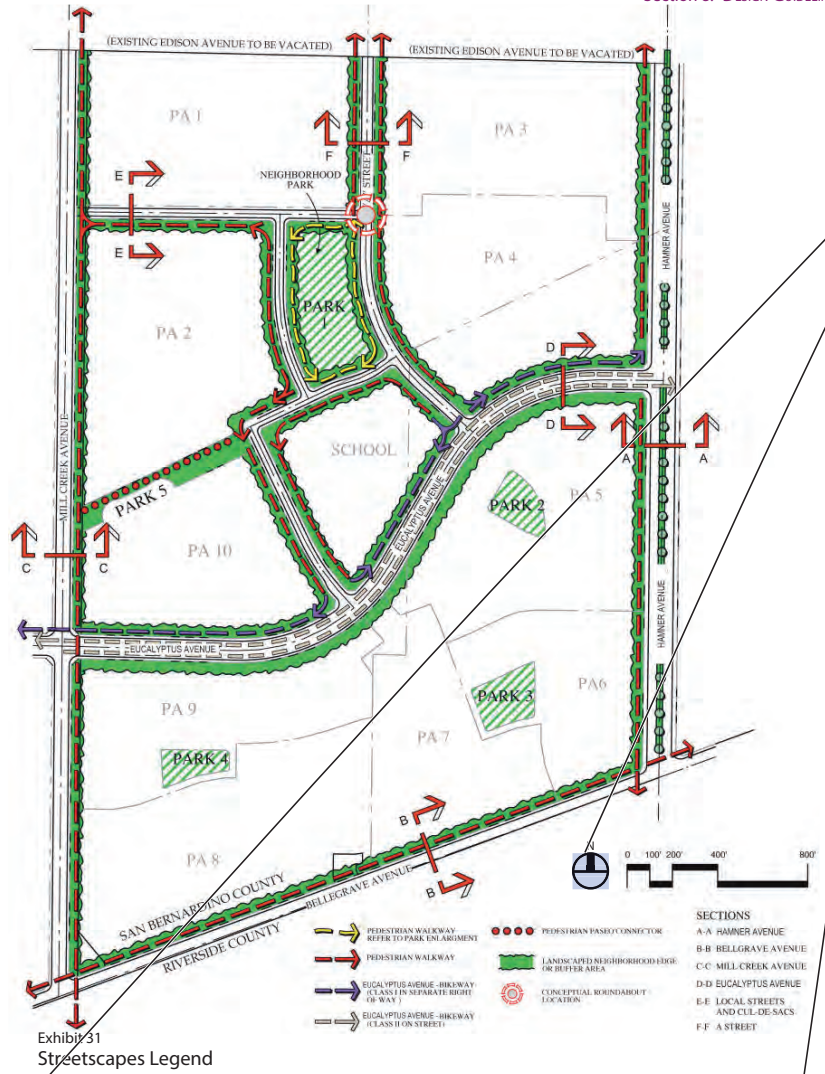 (EXISTING EDISON AVENUE TO BE VACATED)
(EXISTING EDISON AVENUE TO BE VACATED)
PA 1
PA 3
F
F
STREET
E
E
NEIGHBORHOOD
PARK
HAMNER AVENUE
PA 4
PARK
1
PA 2
D
D
MILL CREEK AVENUE
SCHOOL
A
A
PARK 5
EUCALYPTUS AVENUE
PARK 2
PA 5
PA 10
C
C
HAMNER AVENUE
EUCALYPTUS AVENUE
PA 9
PARK 3
PA6
PA 7
PARK 4
B
B
N
0 100' 200' 400' 800'
PA 8
SAN BERNARDINO COUNTY
BELLEGRAVE AVENUE
RIVERSIDE COUNTY
PEDESTRIAN WALKWAY
REFER TO PARK ENLARGMENT
PEDESTRIAN WALKWAY
EUCALYPTUS AVENUE -BIKEWAY
(CLASS I IN SEPARATE RIGHT
OF WAY )
EUCALYPTUS AVENUE -BIKEWAY
(CLASS II ON STREET)
PEDESTRIAN PASEO CONNECTOR
LANDSCAPED NEIGHBORHOOD EDGE
OR BUFFER AREA
CONCEPTUAL ROUNDABOUT
LOCATION
SECTIONS
A-A HAMNER AVENUE
B-B BELLGRAVE AVENUE
C-C MILL CREEK AVENUE
D-D EUCALYPTUS AVENUE
E-E LOCAL STREETS
AND CUL-DE-SACS
F-F A STREET
Exhibit 31
Streetscapes Legend